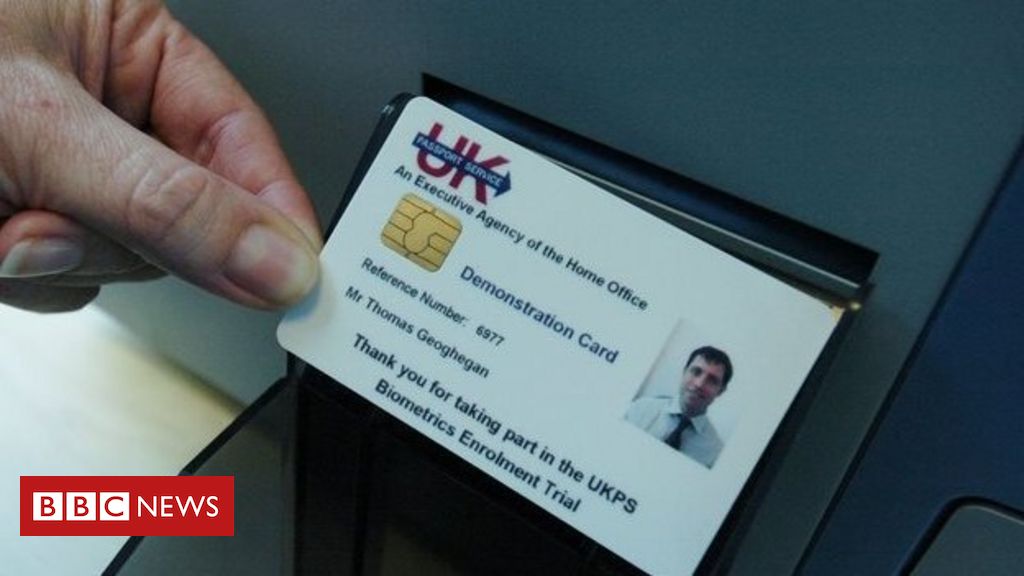 UK
PASSPORT SERVICE
An Executive Agency of the Home Office
Demonstration Card
Reference Number: 6977
Mr Thomas Geoghegan
Thank you for taking part in the UKPS
Biometrics Enrolment Trial
BBC NEWS